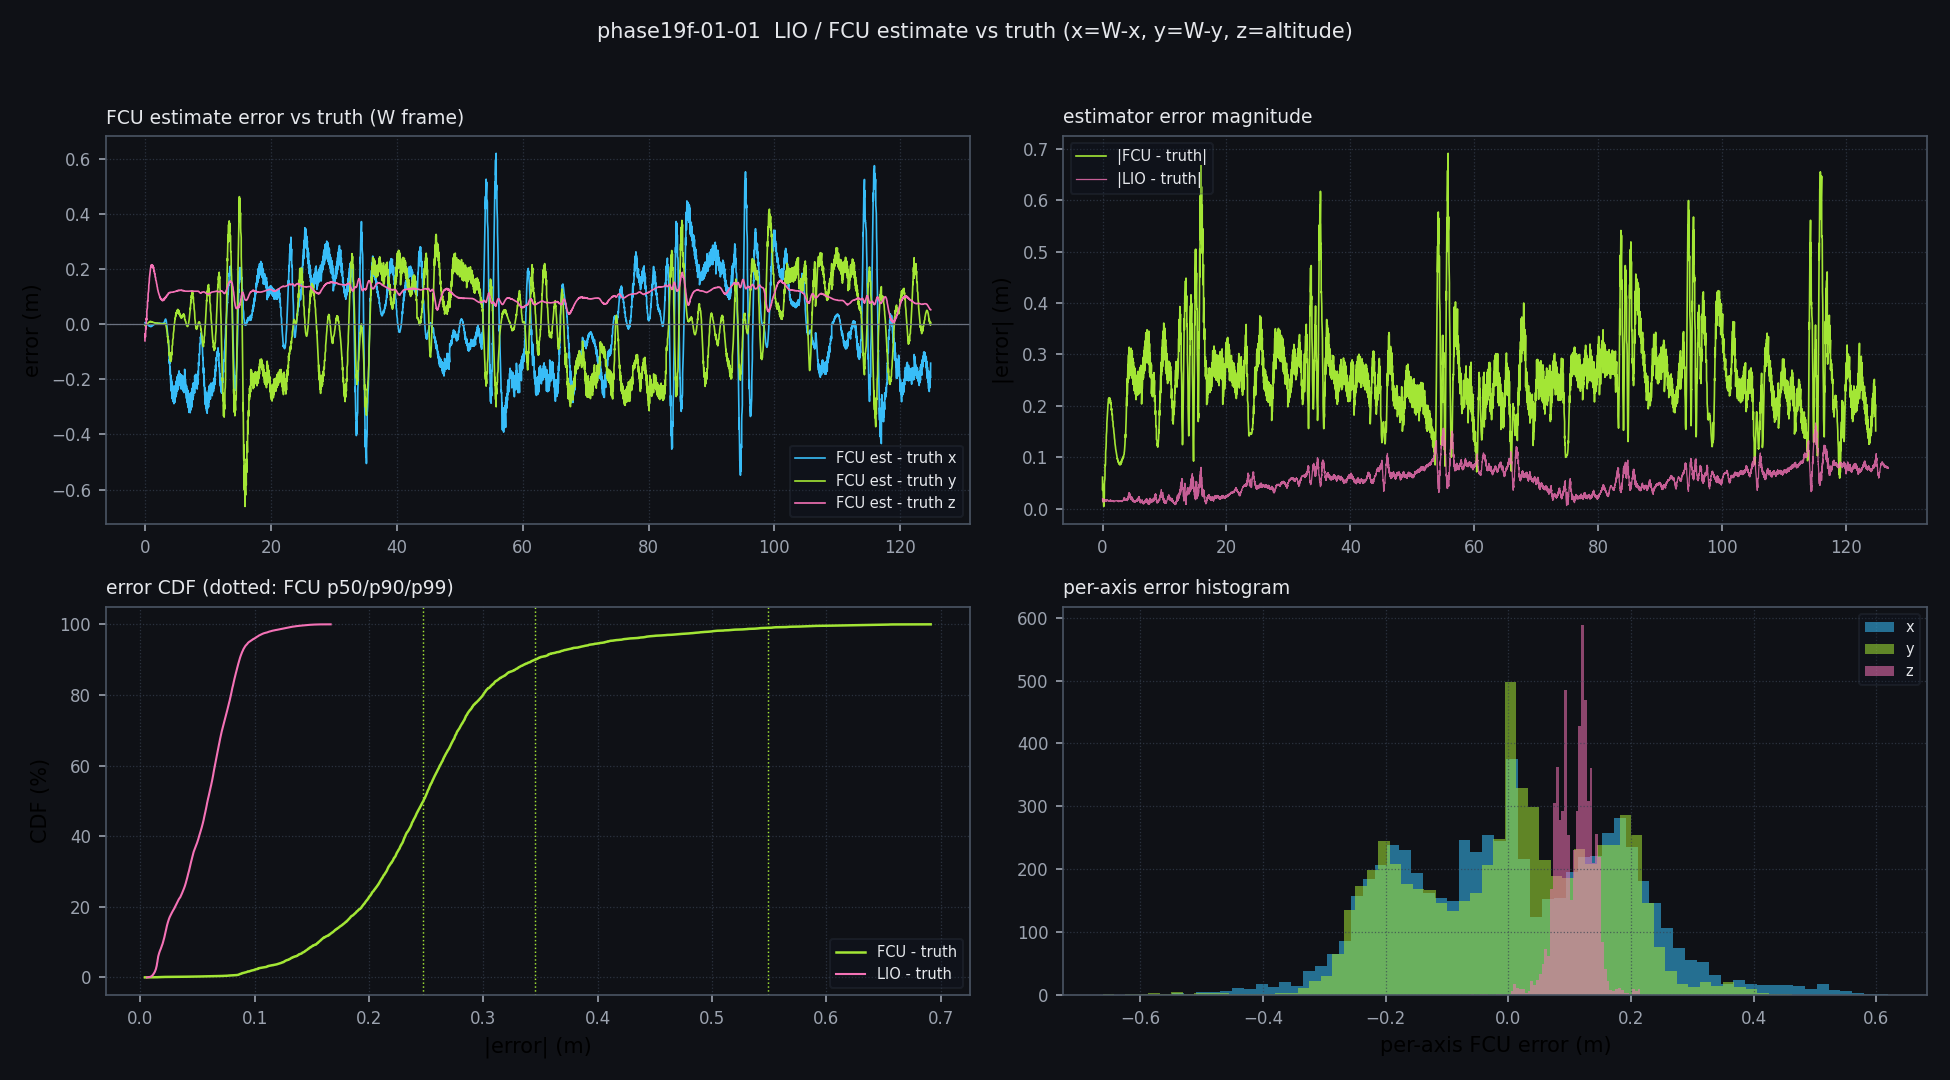 phase19f-01-01  LIO / FCU estimate vs truth (x=W-x, y=W-y, z=altitude)
FCU estimate error vs truth (W frame)
error (m)
0.6
0.4
0.2
0.0
−0.2
−0.4
−0.6
0 20 40 60 80 100 120
FCU est - truth x
FCU est - truth y
FCU est - truth z
estimator error magnitude
|error| (m)
0.7
0.6
0.5
0.4
0.3
0.2
0.1
0.0
0 20 40 60 80 100 120
|FCU - truth|
|LIO - truth|
error CDF (dotted: FCU p50/p90/p99)
CDF (%)
100
80
60
40
20
0
0.0 0.1 0.2 0.3 0.4 0.5 0.6 0.7
|error| (m)
FCU - truth
LIO - truth
per-axis error histogram
600
500
400
300
200
100
0
−0.6 −0.4 −0.2 0.0 0.2 0.4 0.6
per-axis FCU error (m)
x
y
z